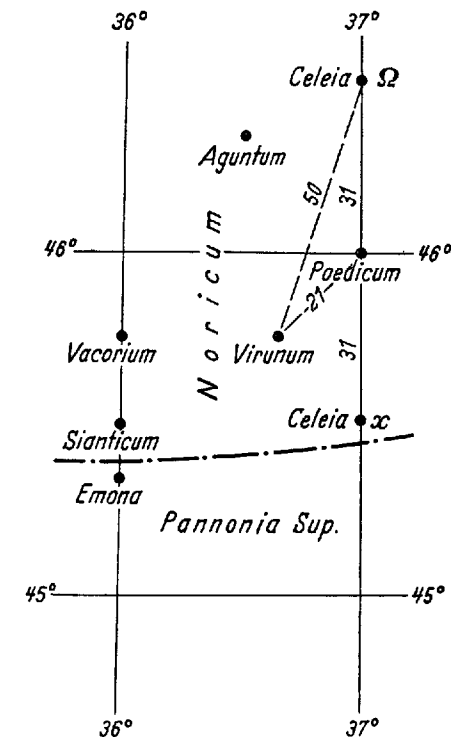 36° 37°
Celeia Ω
Aguntum
50
31
46° 46°
Poedicum
21
Noricum
Vacorium
Virunum
31
Celeia x
Sianticum
Emona
Pannonia Sup.
45° 45°
36° 37°